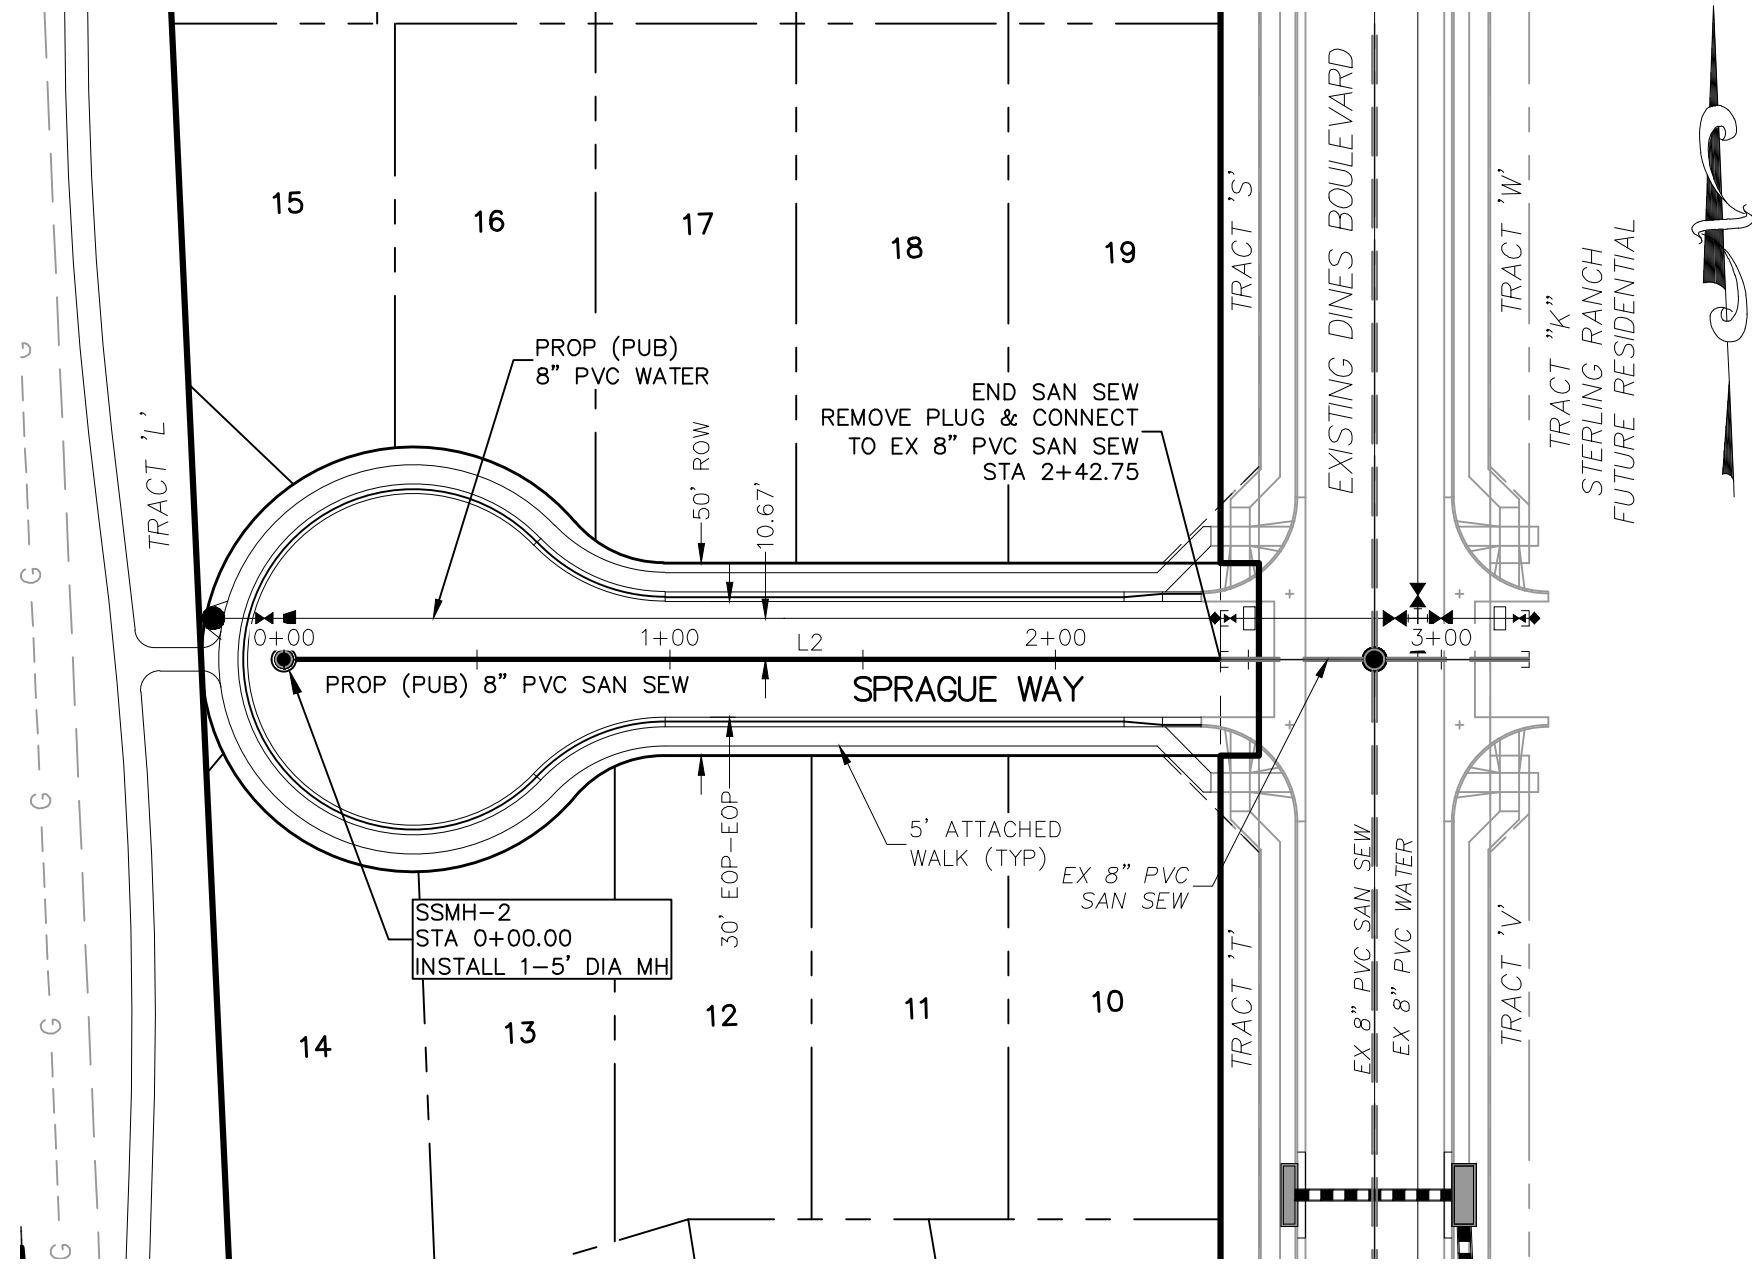 15
16
17
18
19
PROP (PUB)
8" PVC WATER
END SAN SEW
REMOVE PLUG & CONNECT
TO EX 8" PVC SAN SEW
STA 2+42.75
50' ROW
10.67'
TRACT 'L'
TRACT 'S'
EXISTING DINES BOULEVARD
TRACT 'W'
TRACT "K"
STERLING RANCH
FUTURE RESIDENTIAL
G
G
G
G
G
0+00
1+00
L2
2+00
3+00
PROP (PUB) 8" PVC SAN SEW
SPRAGUE WAY
30' EOP-EOP
5' ATTACHED
WALK (TYP)
EX 8" PVC
SAN SEW
SSMH-2
STA 0+00.00
INSTALL 1-5' DIA MH
EX 8" PVC SAN SEW
EX 8" PVC WATER
TRACT 'T'
TRACT 'V'
14
13
12
11
10